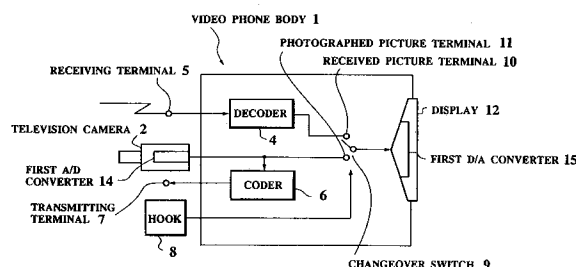 VIDEO PHONE BODY 1
PHOTOGRAPHED PICTURE TERMINAL 11
RECEIVED PICTURE TERMINAL 10
RECEIVING TERMINAL 5
DISPLAY 12
DECODER
4
TELEVISION CAMERA 2
FIRST D/A CONVERTER 15
FIRST A/D
CONVERTER 14
CODER
6
TRANSMITTING
TERMINAL 7
HOOK
8
CHANGEOVER SWITCH 9